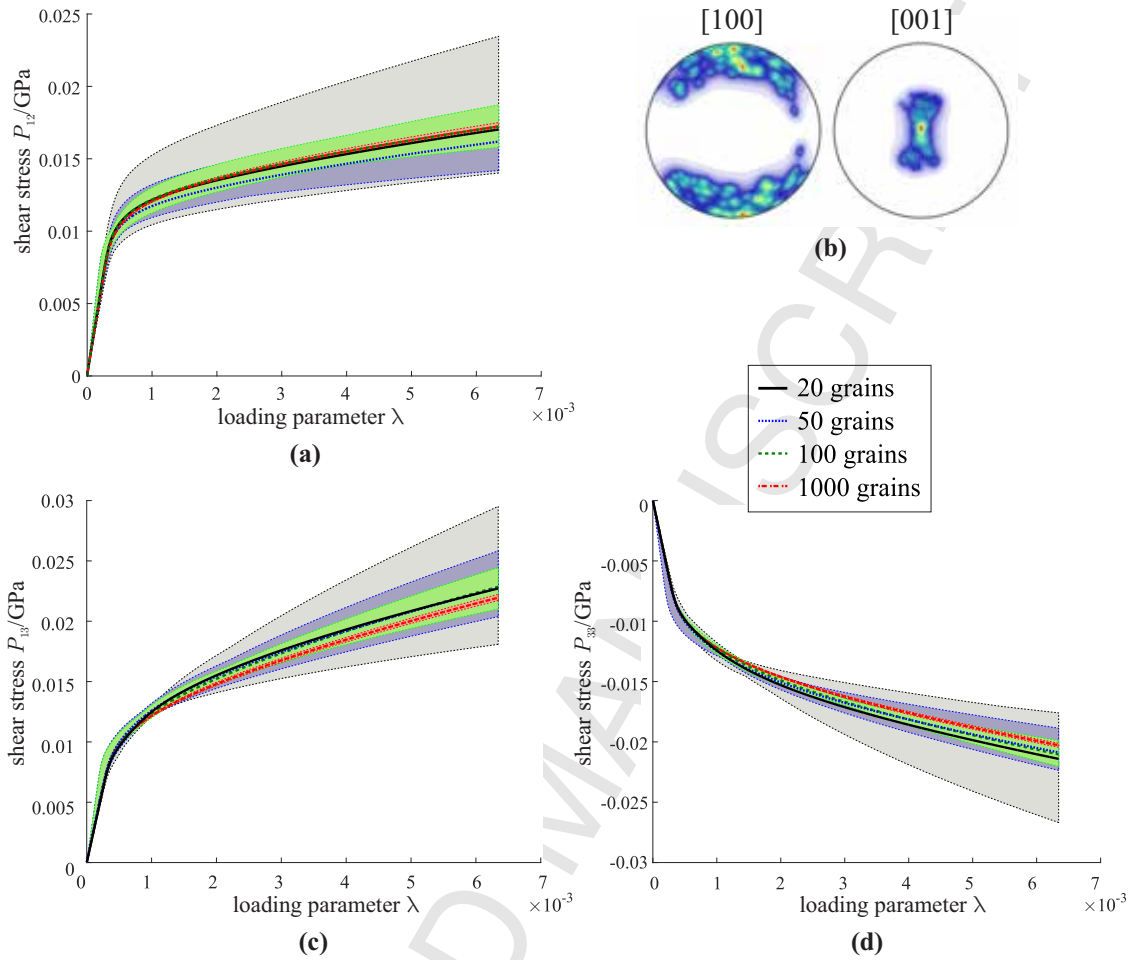 0.025
0.02
0.015
0.01
0.005
0
shear stress P₁₂/GPa
0 1 2 3 4 5 6 7
×10⁻³
loading parameter λ
(a)
[100] [001]
(b)
20 grains
50 grains
100 grains
1000 grains
0.03
0.025
0.02
0.015
0.01
0.005
0
shear stress P₁₃/GPa
0 1 2 3 4 5 6 7
×10⁻³
loading parameter λ
(c)
0
-0.005
-0.01
-0.015
-0.02
-0.025
-0.03
shear stress P₃₃/GPa
0 1 2 3 4 5 6 7
×10⁻³
loading parameter λ
(d)